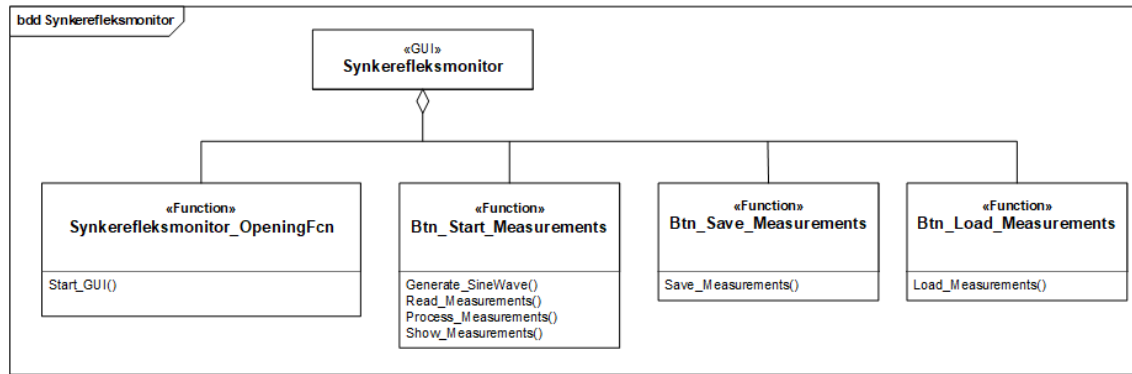 bdd Synkerefleksmonitor
«GUI»
Synkerefleksmonitor
«Function»
Synkerefleksmonitor_OpeningFcn
Start_GUI()
«Function»
Btn_Start_Measurements
Generate_SineWave()
Read_Measurements()
Process_Measurements()
Show_Measurements()
«Function»
Btn_Save_Measurements
Save_Measurements()
«Function»
Btn_Load_Measurements
Load_Measurements()